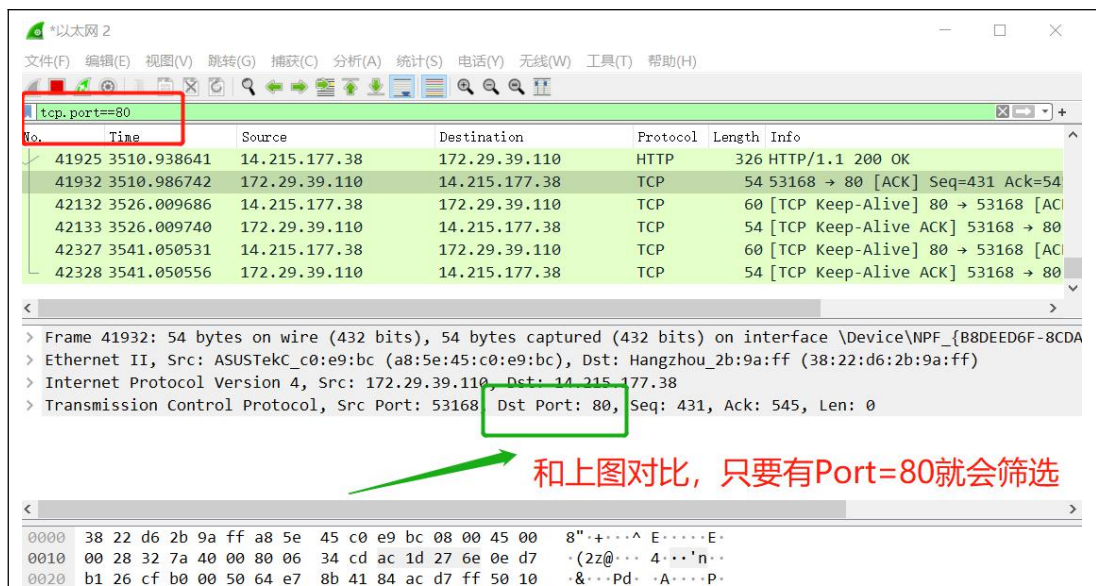 *以太网 2
文件(F) 编辑(E) 视图(V) 跳转(G) 捕获(C) 分析(A) 统计(S) 电话(Y) 无线(W) 工具(T) 帮助(H)
tcp.port==80
No. Time Source Destination Protocol Length Info
41925 3510.938641 14.215.177.38 172.29.39.110 HTTP 326 HTTP/1.1 200 OK
41932 3510.986742 172.29.39.110 14.215.177.38 TCP 54 53168 → 80 [ACK] Seq=431 Ack=54
42132 3526.009686 14.215.177.38 172.29.39.110 TCP 60 [TCP Keep-Alive] 80 → 53168 [AC
42133 3526.009740 172.29.39.110 14.215.177.38 TCP 54 [TCP Keep-Alive ACK] 53168 → 80
42327 3541.050531 14.215.177.38 172.29.39.110 TCP 60 [TCP Keep-Alive] 80 → 53168 [AC
42328 3541.050556 172.29.39.110 14.215.177.38 TCP 54 [TCP Keep-Alive ACK] 53168 → 80
> Frame 41932: 54 bytes on wire (432 bits), 54 bytes captured (432 bits) on interface \Device\NPF_{B8DEED6F-8CDA
> Ethernet II, Src: ASUSTekC_c0:e9:bc (a8:5e:45:c0:e9:bc), Dst: Hangzhou_2b:9a:ff (38:22:d6:2b:9a:ff)
> Internet Protocol Version 4, Src: 172.29.39.110, Dst: 14.215.177.38
> Transmission Control Protocol, Src Port: 53168, Dst Port: 80, Seq: 431, Ack: 545, Len: 0
和上图对比，只要有Port=80就会筛选
0000 38 22 d6 2b 9a ff a8 5e 45 c0 e9 bc 08 00 45 00 8"·+···^ E·····E·
0010 00 28 32 7a 40 00 80 06 34 cd ac 1d 27 6e 0e d7 ·(2z@··· 4···'n··
0020 b1 26 cf b0 00 50 64 e7 8b 41 84 ac d7 ff 50 10 ·&···Pd· ·A····P·